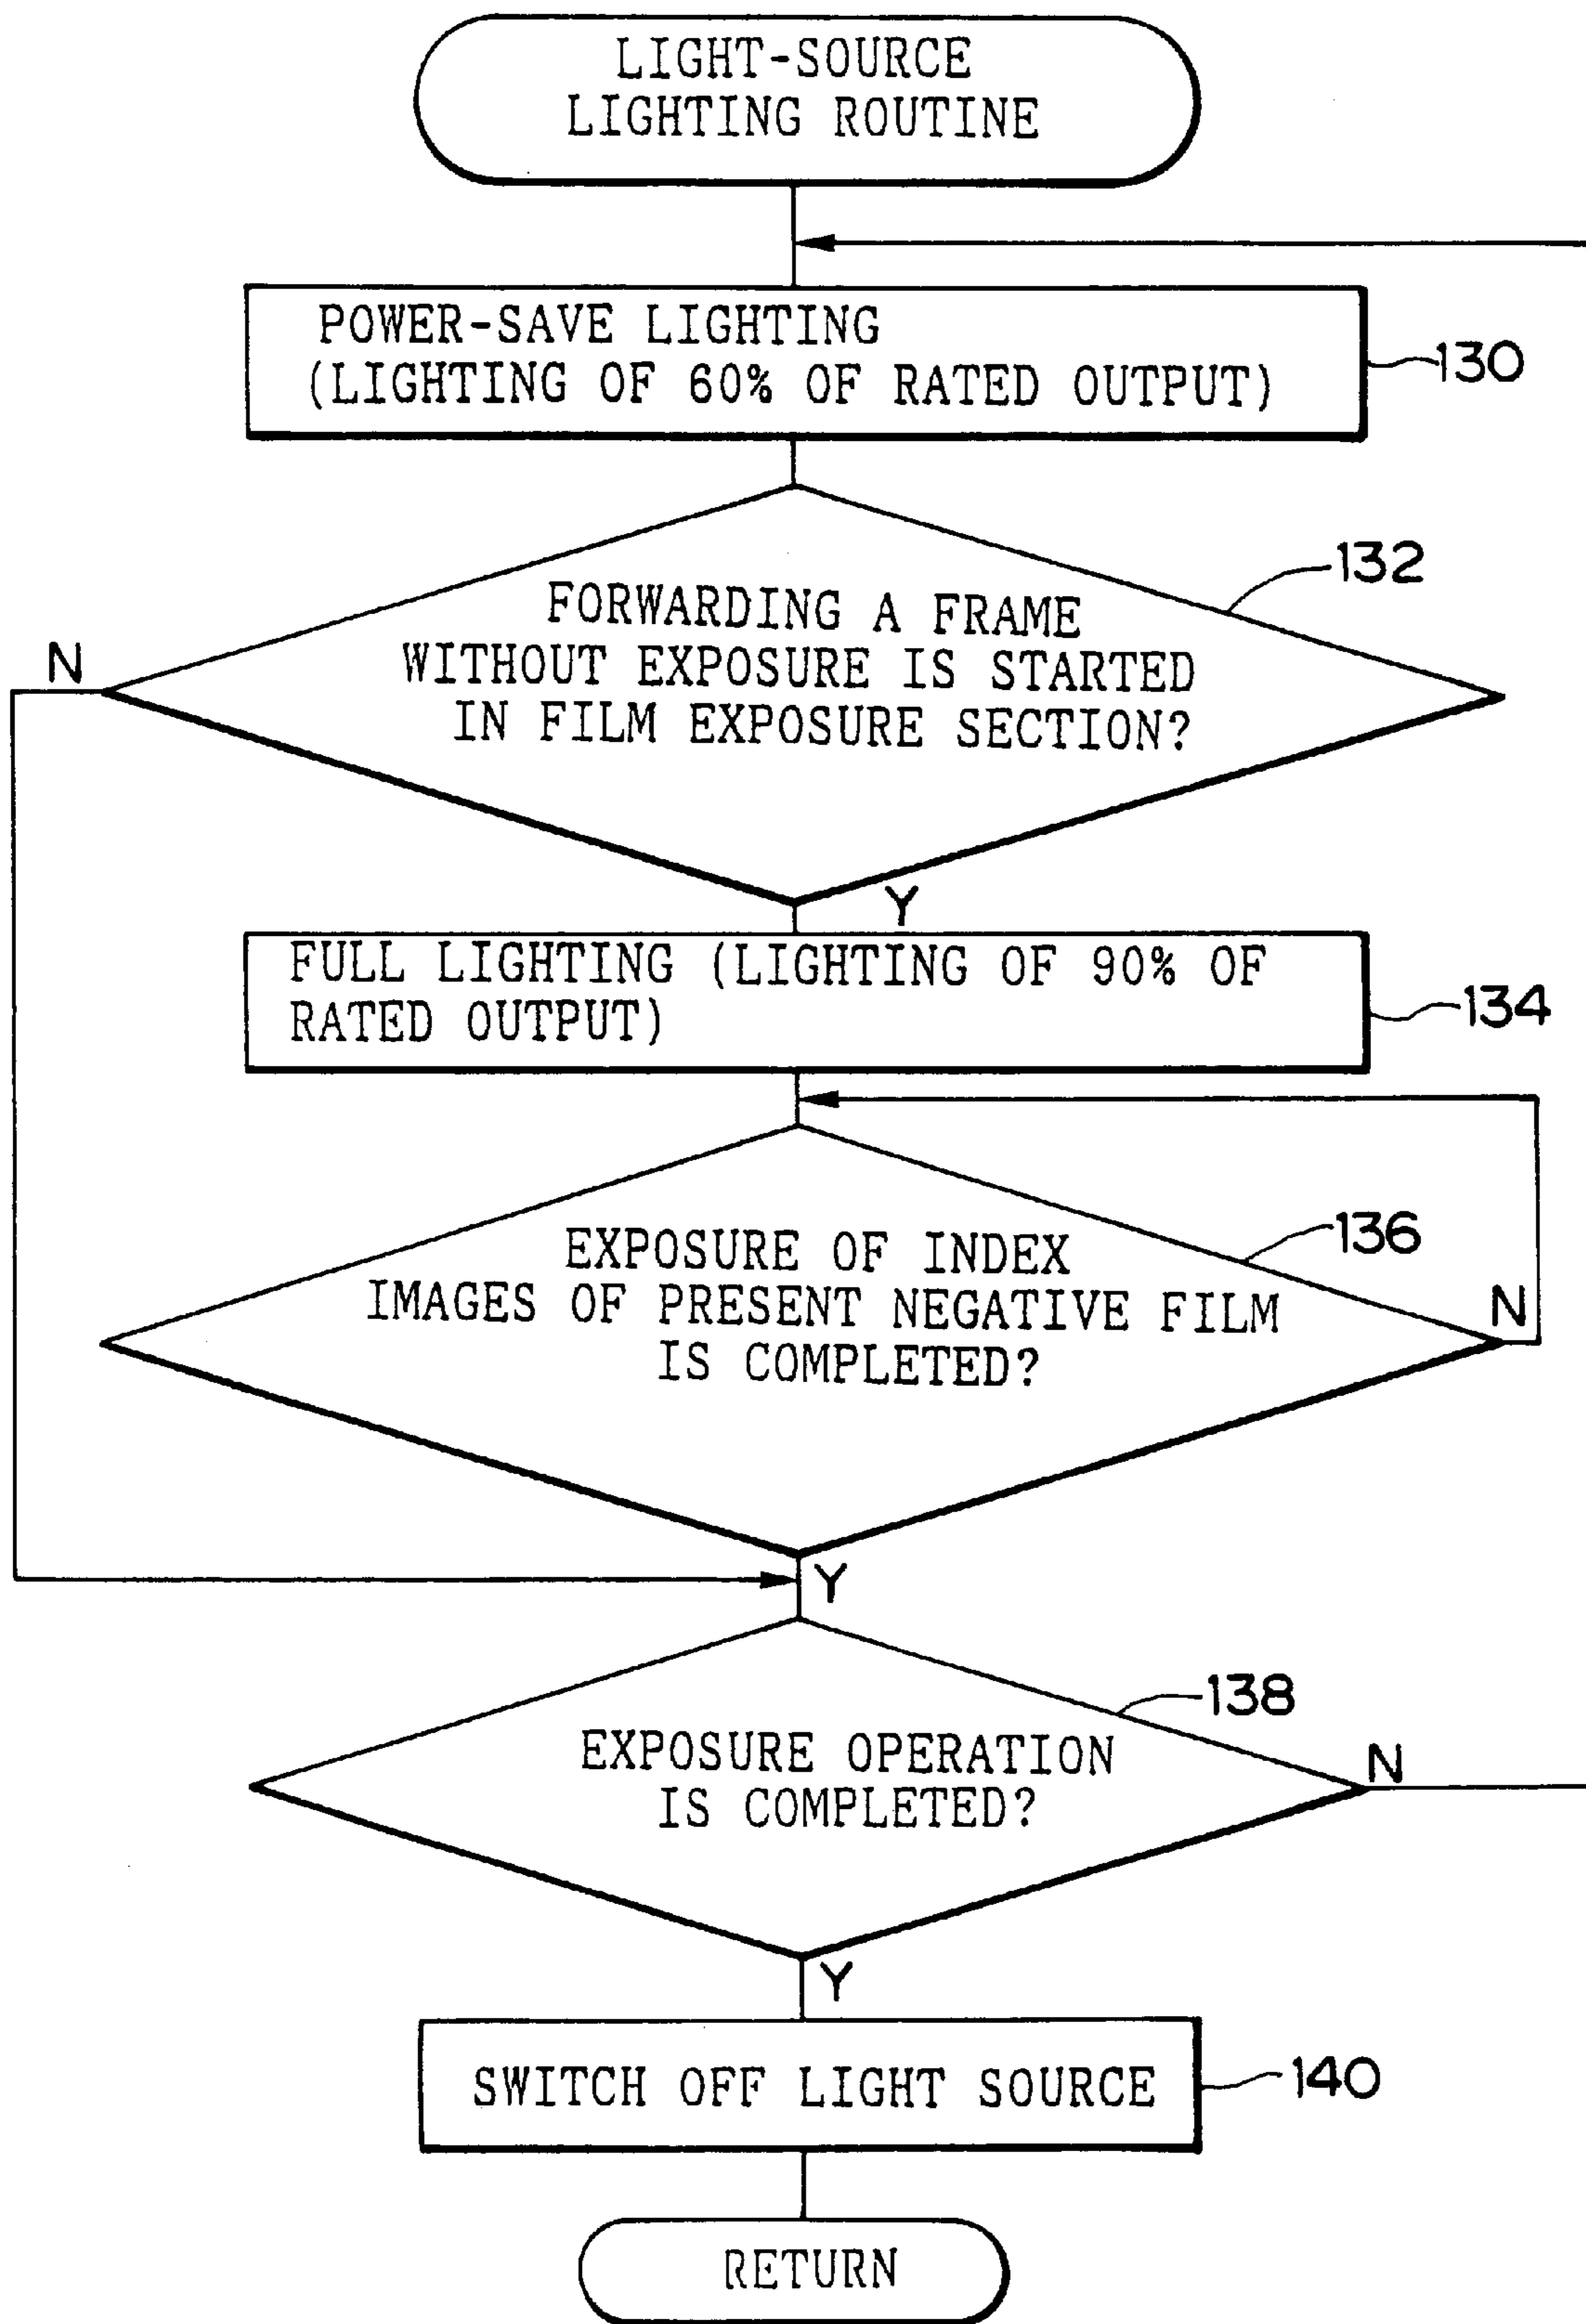 LIGHT-SOURCE
LIGHTING ROUTINE
POWER-SAVE LIGHTING
(LIGHTING OF 60% OF RATED OUTPUT)
130
132
FORWARDING A FRAME
WITHOUT EXPOSURE IS STARTED
IN FILM EXPOSURE SECTION?
N
Y
FULL LIGHTING (LIGHTING OF 90% OF
RATED OUTPUT)
134
136
EXPOSURE OF INDEX
IMAGES OF PRESENT NEGATIVE FILM
IS COMPLETED?
N
Y
138
EXPOSURE OPERATION
IS COMPLETED?
N
Y
SWITCH OFF LIGHT SOURCE
140
RETURN